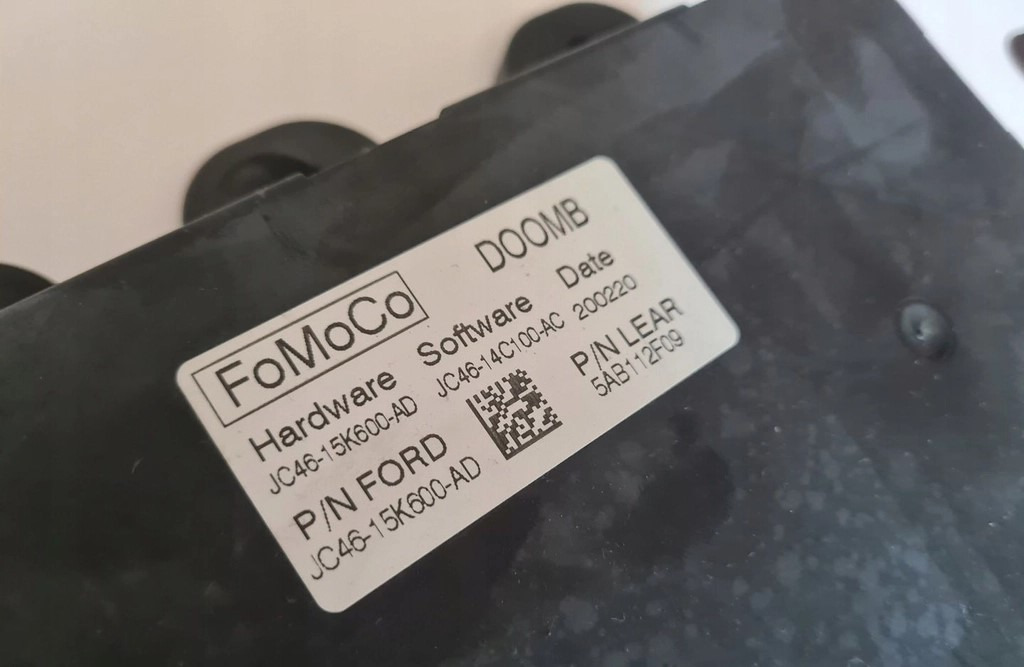 FoMoCo DOOMB
Hardware Software Date
JC46-15K600-AD JC46-14C100-AC 200220
P/N FORD P/N LEAR
JC46-15K600-AD 5AB112F09